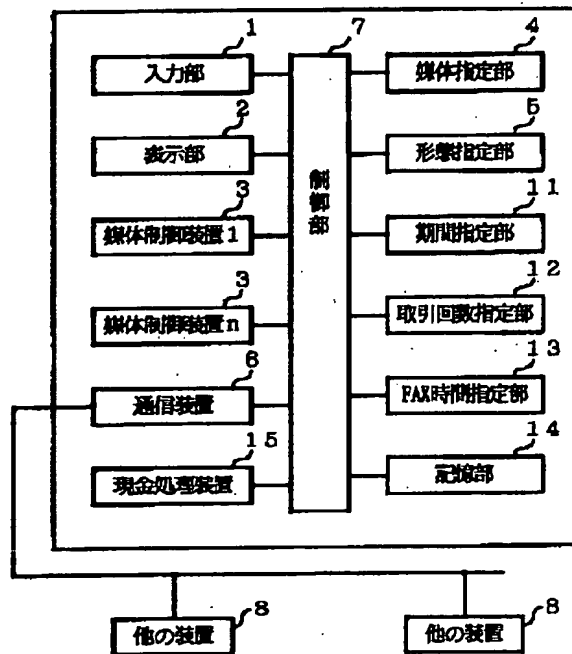 1 7 4
入力部 媒体指定部
2 5
表示部 形態指定部
制御部
3 11
媒体制御装置1 期間指定部
3 12
媒体制御装置n 取引回数指定部
6 13
通信装置 FAX時間指定部
15 14
現金処理装置 記憶部
8 8
他の装置 他の装置